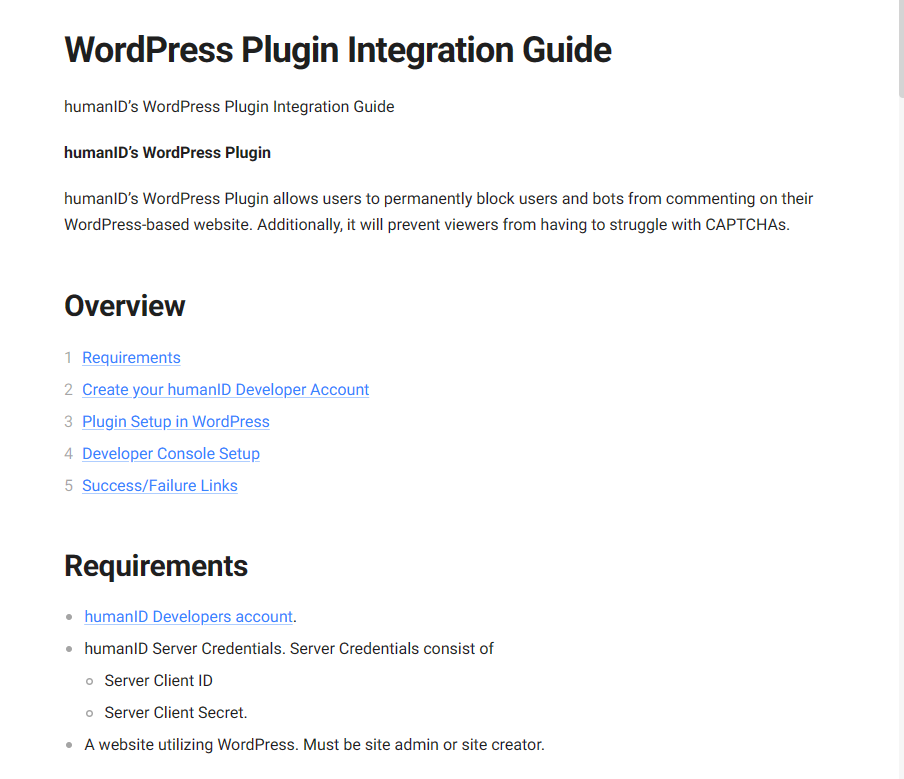 WordPress Plugin Integration Guide
humanID’s WordPress Plugin Integration Guide
humanID’s WordPress Plugin
humanID’s WordPress Plugin allows users to permanently block users and bots from commenting on their
WordPress-based website. Additionally, it will prevent viewers from having to struggle with CAPTCHAs.
Overview
1 Requirements
2 Create your humanID Developer Account
3 Plugin Setup in WordPress
4 Developer Console Setup
5 Success/Failure Links
Requirements
humanID Developers account.
humanID Server Credentials. Server Credentials consist of
Server Client ID
Server Client Secret.
A website utilizing WordPress. Must be site admin or site creator.